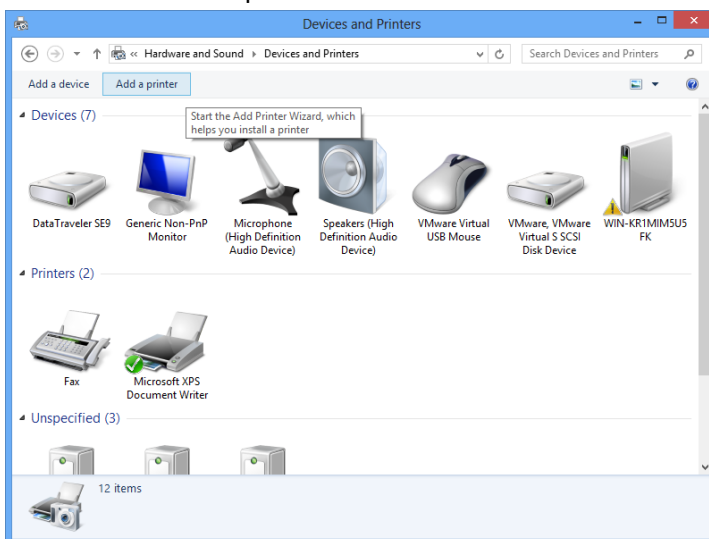 Devices and Printers
« Hardware and Sound ▸ Devices and Printers
Search Devices and Printers
Add a device
Add a printer
Start the Add Printer Wizard, which
helps you install a printer
Devices (7)
DataTraveler SE9
Generic Non-PnP
Monitor
Microphone
(High Definition
Audio Device)
Speakers (High
Definition Audio
Device)
VMware Virtual
USB Mouse
VMware, VMware
Virtual S SCSI
Disk Device
WIN-KR1MIM5U5
FK
Printers (2)
Fax
Microsoft XPS
Document Writer
Unspecified (3)
12 items